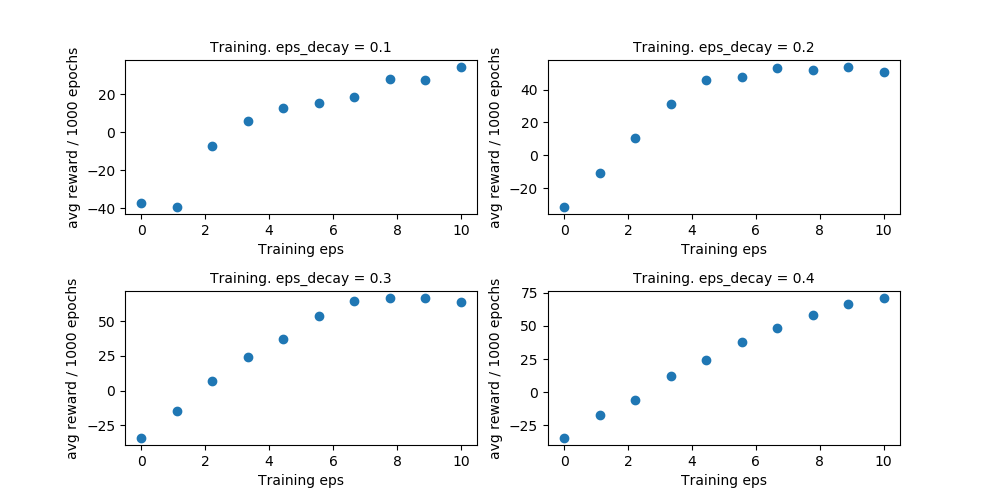 Training. eps_decay = 0.1
avg reward / 1000 epochs
20
0
−20
−40
0 2 4 6 8 10
Training eps
Training. eps_decay = 0.2
avg reward / 1000 epochs
40
20
0
−20
0 2 4 6 8 10
Training eps
Training. eps_decay = 0.3
avg reward / 1000 epochs
50
25
0
−25
0 2 4 6 8 10
Training eps
Training. eps_decay = 0.4
avg reward / 1000 epochs
75
50
25
0
−25
0 2 4 6 8 10
Training eps